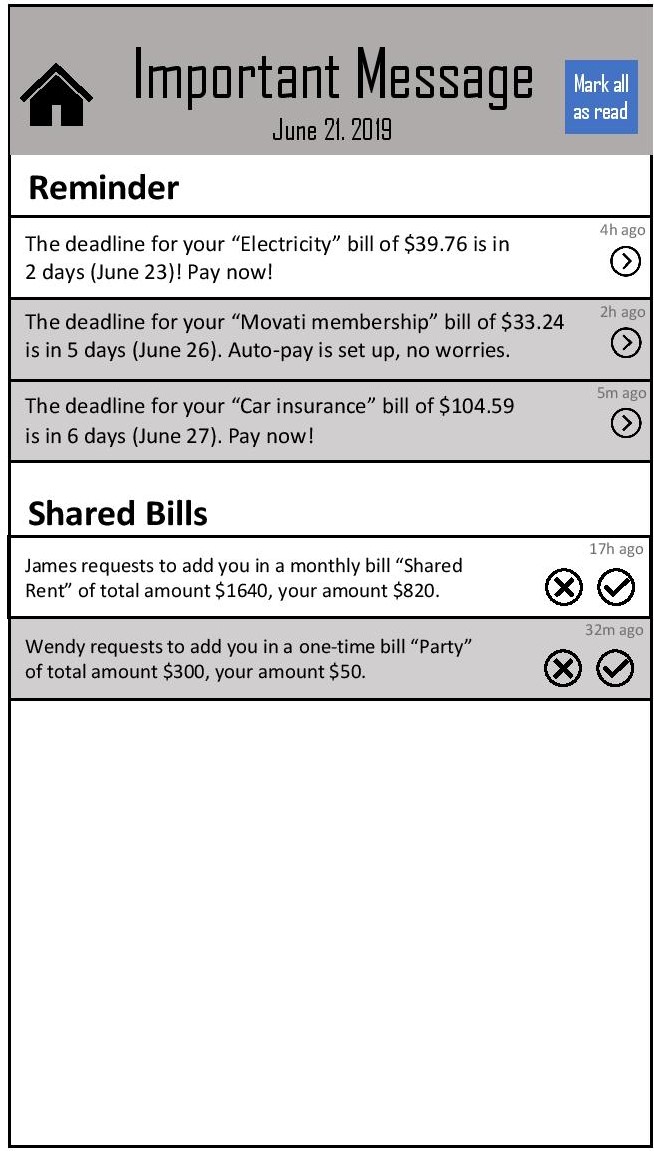 Important Message
June 21. 2019
Mark all
as read
Reminder
4h ago
The deadline for your “Electricity” bill of $39.76 is in
2 days (June 23)! Pay now!
2h ago
The deadline for your “Movati membership” bill of $33.24
is in 5 days (June 26). Auto-pay is set up, no worries.
5m ago
The deadline for your “Car insurance” bill of $104.59
is in 6 days (June 27). Pay now!
Shared Bills
17h ago
James requests to add you in a monthly bill “Shared
Rent” of total amount $1640, your amount $820.
32m ago
Wendy requests to add you in a one-time bill “Party”
of total amount $300, your amount $50.